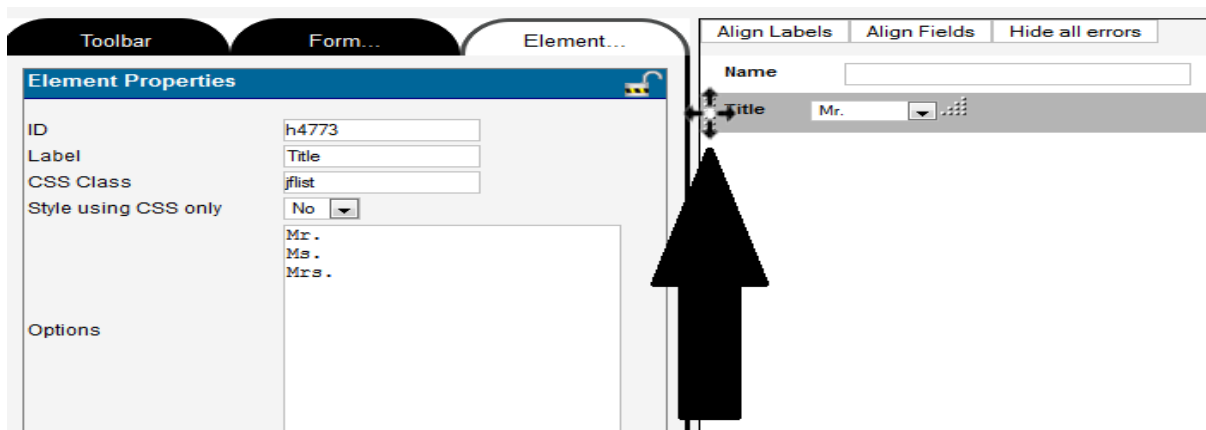 Toolbar
Form...
Element...
Element Properties
ID
h4773
Label
Title
CSS Class
jflist
Style using CSS only
No
Options
Mr.
Ms.
Mrs.
Align Labels
Align Fields
Hide all errors
Name
Title
Mr.